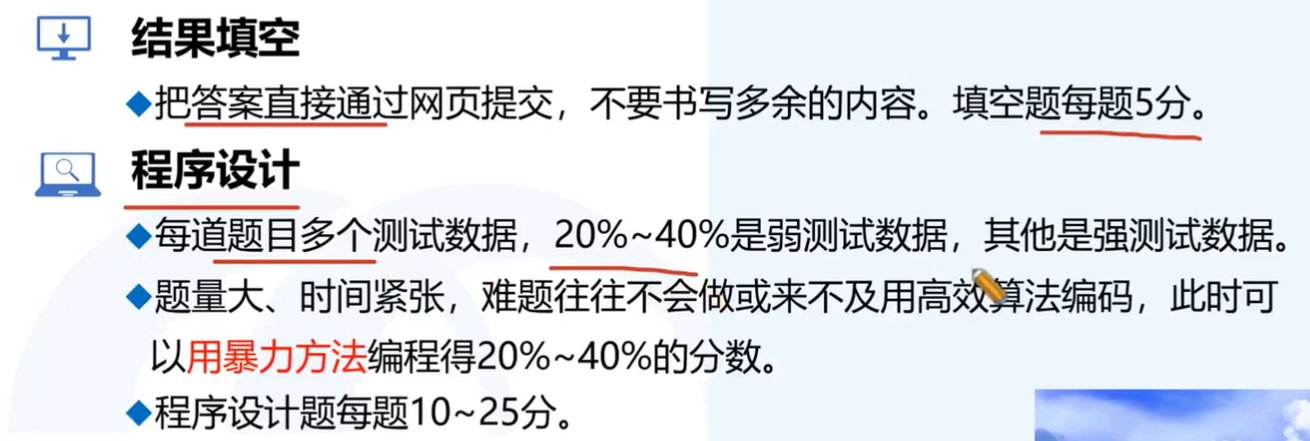 结果填空
◆把答案直接通过网页提交，不要书写多余的内容。填空题每题5分。
程序设计
◆每道题目多个测试数据，20%~40%是弱测试数据，其他是强测试数据。
◆题量大、时间紧张，难题往往不会做或来不及用高效算法编码，此时可
以用暴力方法编程得20%~40%的分数。
◆程序设计题每题10~25分。